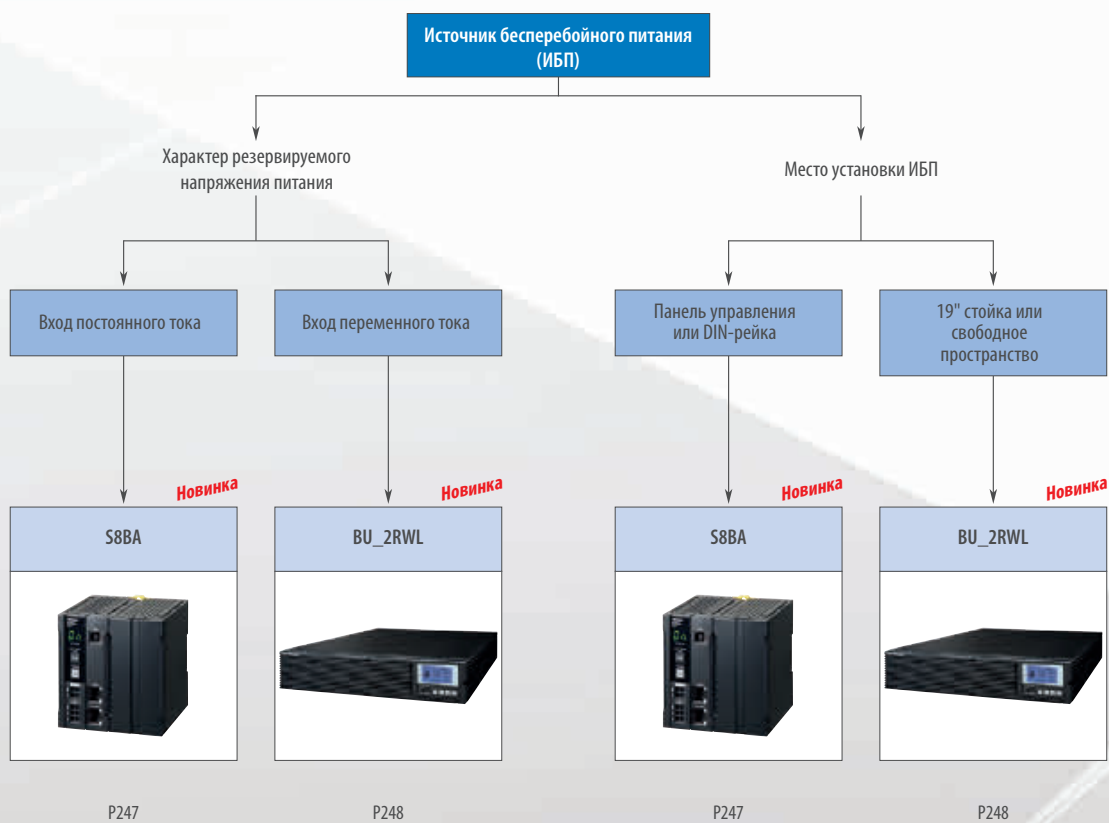 Источник бесперебойного питания
(ИБП)
Характер резервируемого
напряжения питания
Место установки ИБП
Вход постоянного тока
Вход переменного тока
Панель управления
или DIN-рейка
19" стойка или
свободное
пространство
Новинка
Новинка
Новинка
Новинка
S8BA
BU_2RWL
S8BA
BU_2RWL
P247
P248
P247
P248